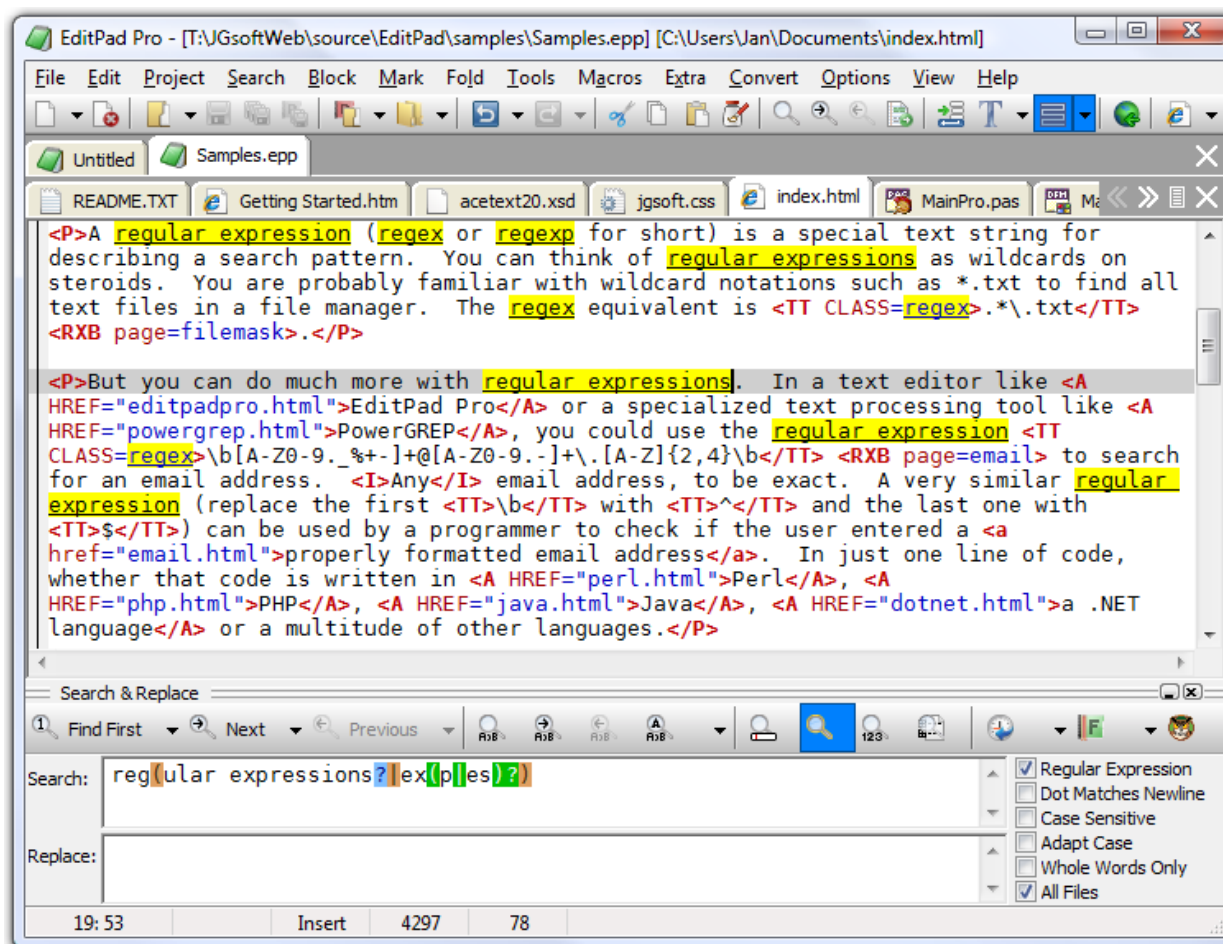 EditPad Pro - [T:\JGsoftWeb\source\EditPad\samples\Samples.epp] [C:\Users\Jan\Documents\index.html]
File Edit Project Search Block Mark Fold Tools Macros Extra Convert Options View Help
Untitled Samples.epp
README.TXT Getting Started.htm acetext20.xsd jgsoft.css index.html MainPro.pas Ma
<P>A regular expression (regex or regexp for short) is a special text string for
describing a search pattern.  You can think of regular expressions as wildcards on
steroids.  You are probably familiar with wildcard notations such as *.txt to find all
text files in a file manager.  The regex equivalent is <TT CLASS=regex>.*\.txt</TT>
<RXB page=filemask>.</P>
<P>But you can do much more with regular expressions.  In a text editor like <A
HREF="editpadpro.html">EditPad Pro</A> or a specialized text processing tool like <A
HREF="powergrep.html">PowerGREP</A>, you could use the regular expression <TT
CLASS=regex>\b[A-Z0-9._%+-]+@[A-Z0-9.-]+\.[A-Z]{2,4}\b</TT> <RXB page=email> to search
for an email address.  <I>Any</I> email address, to be exact.  A very similar regular
expression (replace the first <TT>\b</TT> with <TT>^</TT> and the last one with
<TT>$</TT>) can be used by a programmer to check if the user entered a <a
href="email.html">properly formatted email address</a>.  In just one line of code,
whether that code is written in <A HREF="perl.html">Perl</A>, <A
HREF="php.html">PHP</A>, <A HREF="java.html">Java</A>, <A HREF="dotnet.html">a .NET
language</A> or a multitude of other languages.</P>
Search & Replace
Find First Next Previous
Search: reg(ular expressions?|ex(p|es)?)
Regular Expression
Dot Matches Newline
Case Sensitive
Replace:
Adapt Case
Whole Words Only
All Files
19: 53 Insert 4297 78